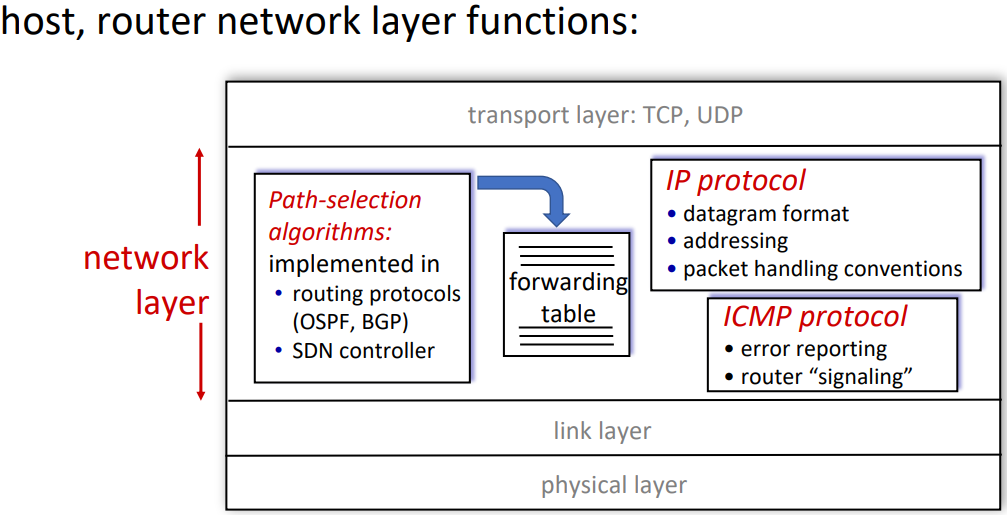 host, router network layer functions:
transport layer: TCP, UDP
network
layer
Path-selection
algorithms:
implemented in
• routing protocols
(OSPF, BGP)
• SDN controller
forwarding
table
IP protocol
• datagram format
• addressing
• packet handling conventions
ICMP protocol
• error reporting
• router “signaling”
link layer
physical layer